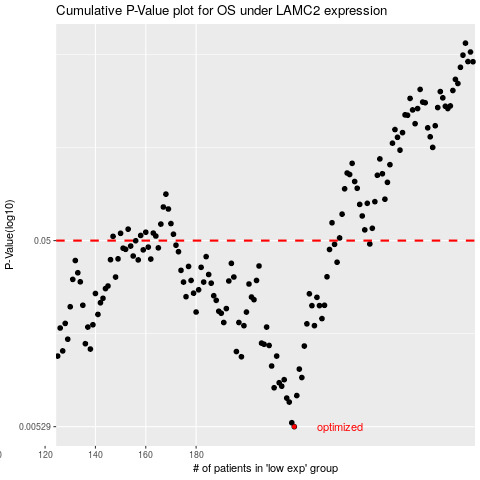 Cumulative P-Value plot for OS under LAMC2 expression
P-Value(log10)
0.05
0.00529
optimized
0 120 140 160 180
# of patients in 'low exp' group